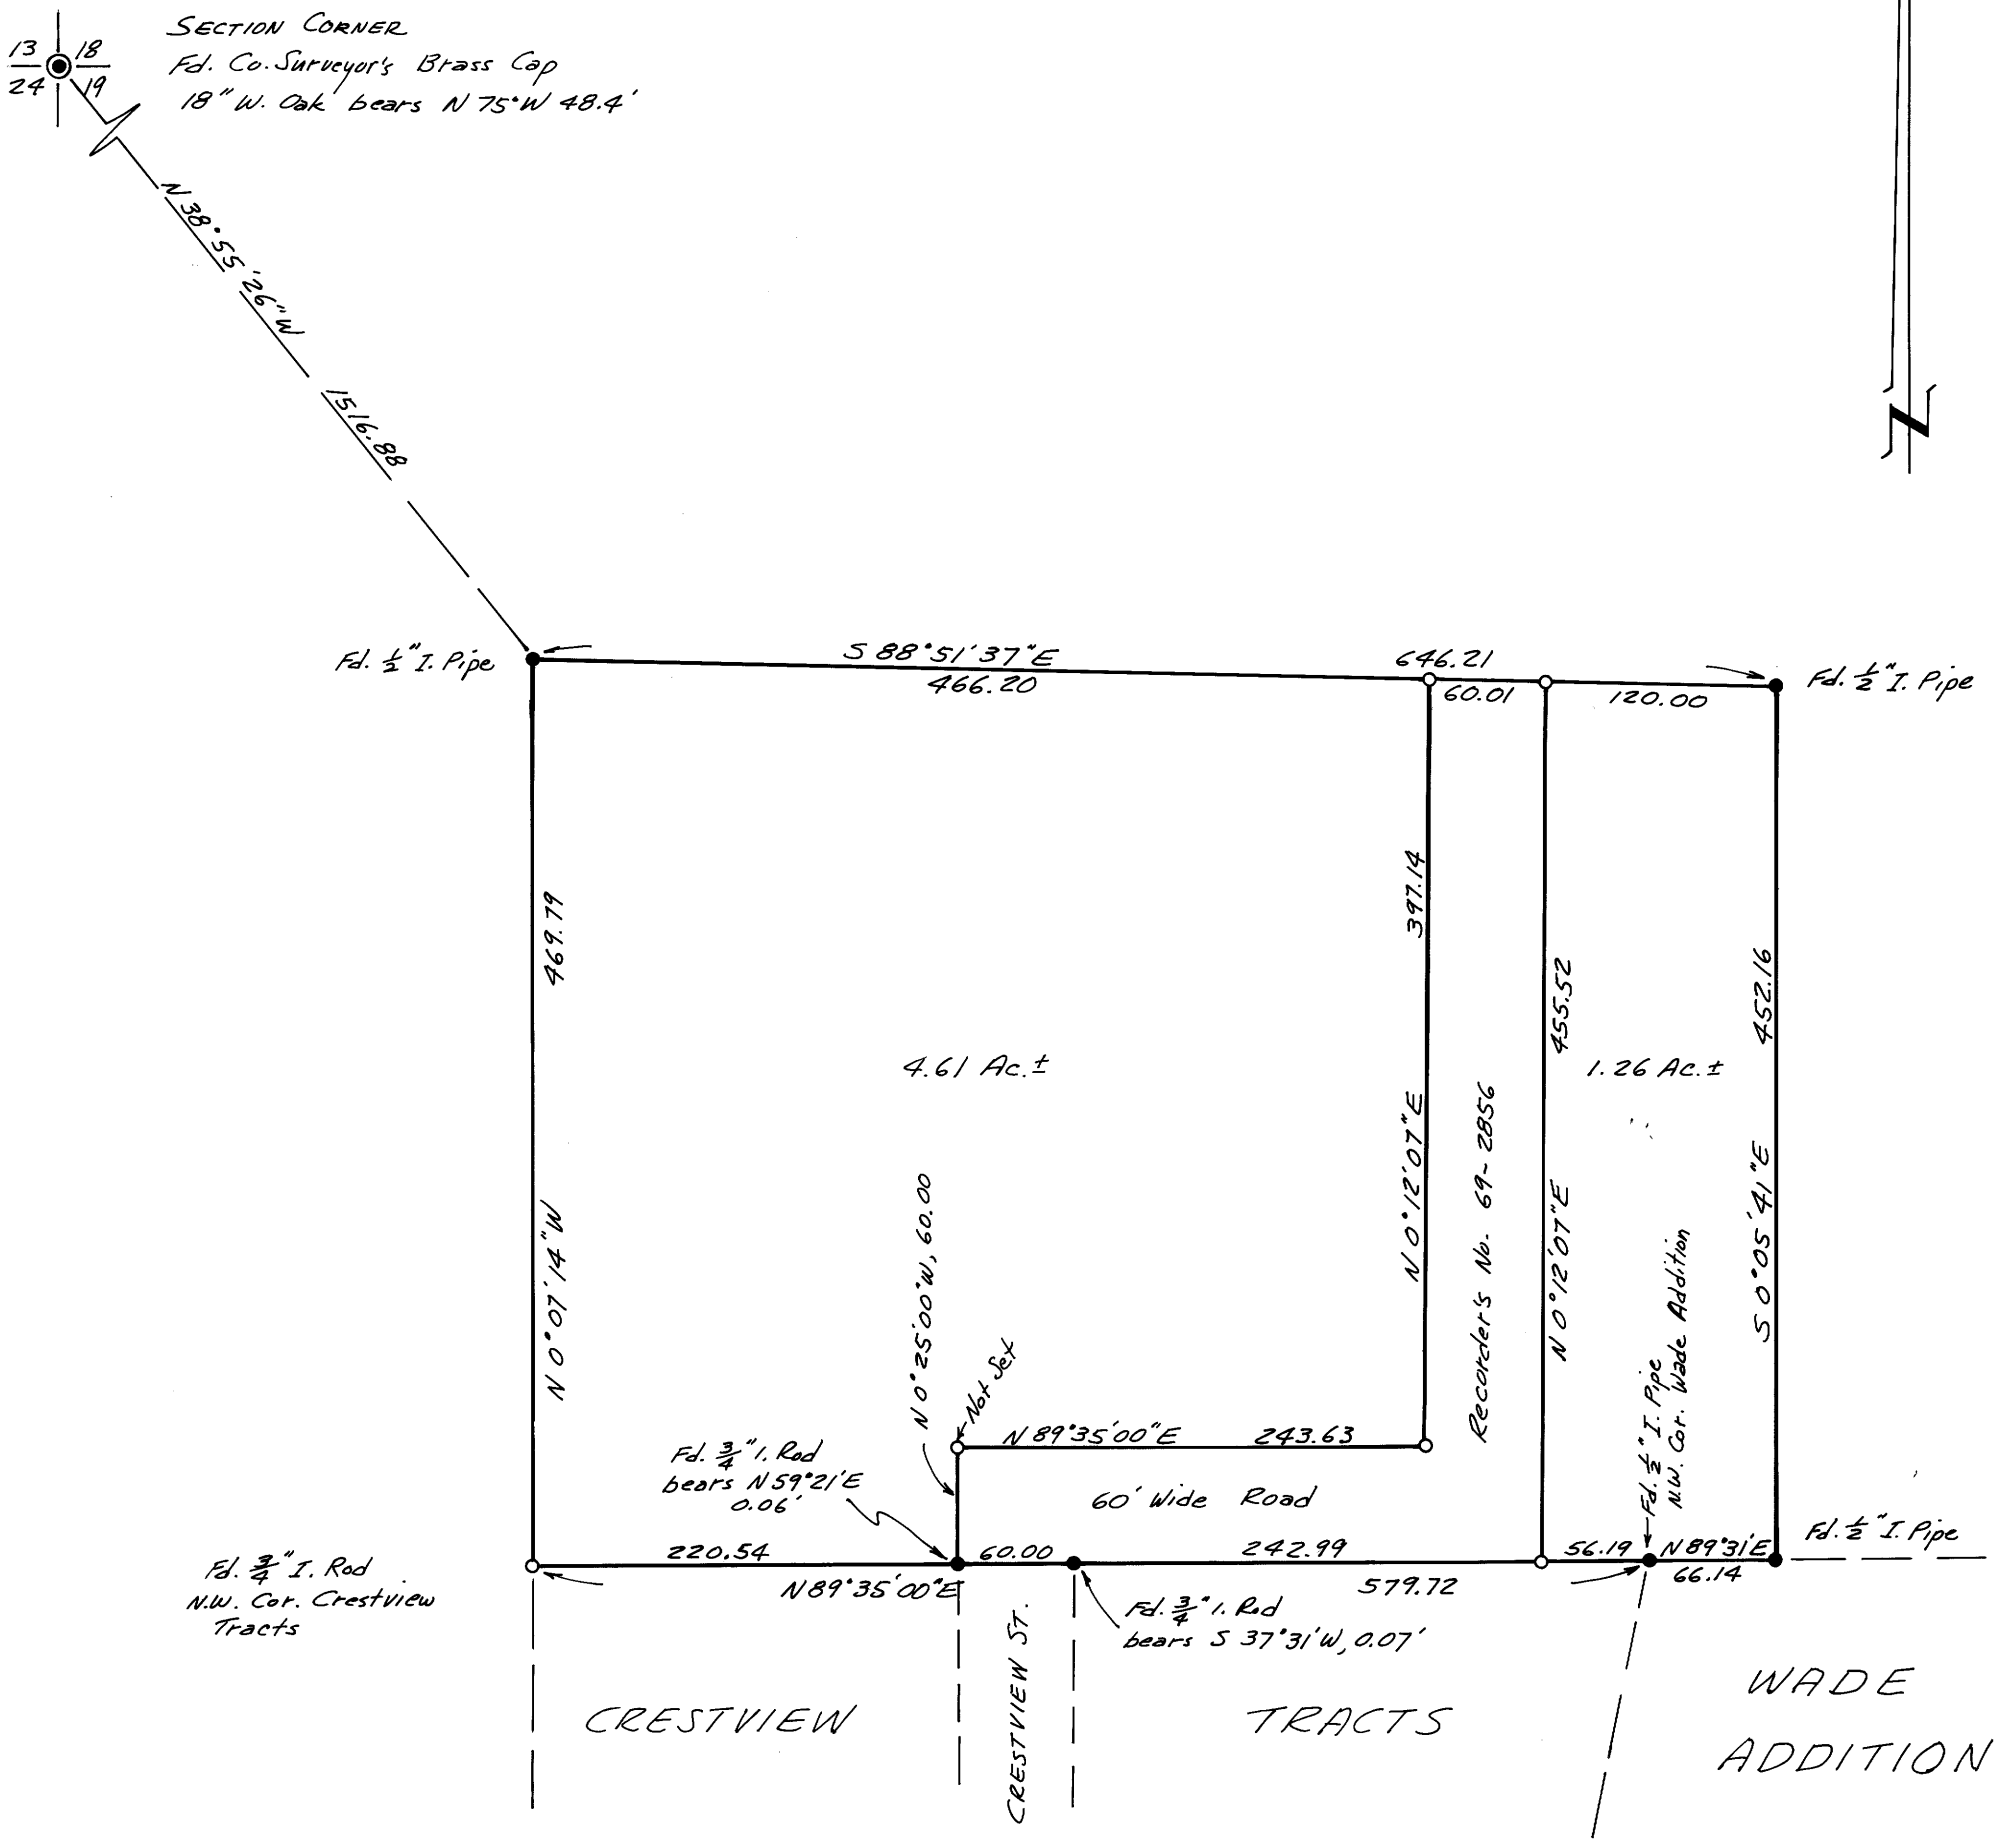 13 18
24 19
SECTION CORNER
Fd. Co. Surveyor's Brass Cap
18" W. Oak bears N 75°W 48.4'
N 38°55'26"W
1516.88
N
Fd. 1/2" I. Pipe
S 88°51'37"E
466.20
646.21
60.01
120.00
Fd. 1/2" I. Pipe
469.79
N 0°07'14"W
4.61 Ac.±
397.14
N 0°12'07"E
Recorder's No. 69-2856
455.52
N 0°12'07"E
1.26 Ac.±
452.16
S 0°05'41"E
N 0°25'00"W, 60.00
Not Set
N 89°35'00"E 243.63
60' Wide Road
Fd. 3/4" I. Rod
bears N 59°21'E
0.06'
Fd. 1/2" I. Pipe
N.W. Cor. Wade Addition
Fd. 3/4" I. Rod
N.W. Cor. Crestview
Tracts
220.54
60.00
242.99
56.19
N 89°31'E
66.14
Fd. 1/2" I. Pipe
N 89°35'00"E
579.72
Fd. 3/4" I. Rod
bears S 37°31'W, 0.07'
CRESTVIEW
CRESTVIEW ST.
TRACTS
WADE
ADDITION